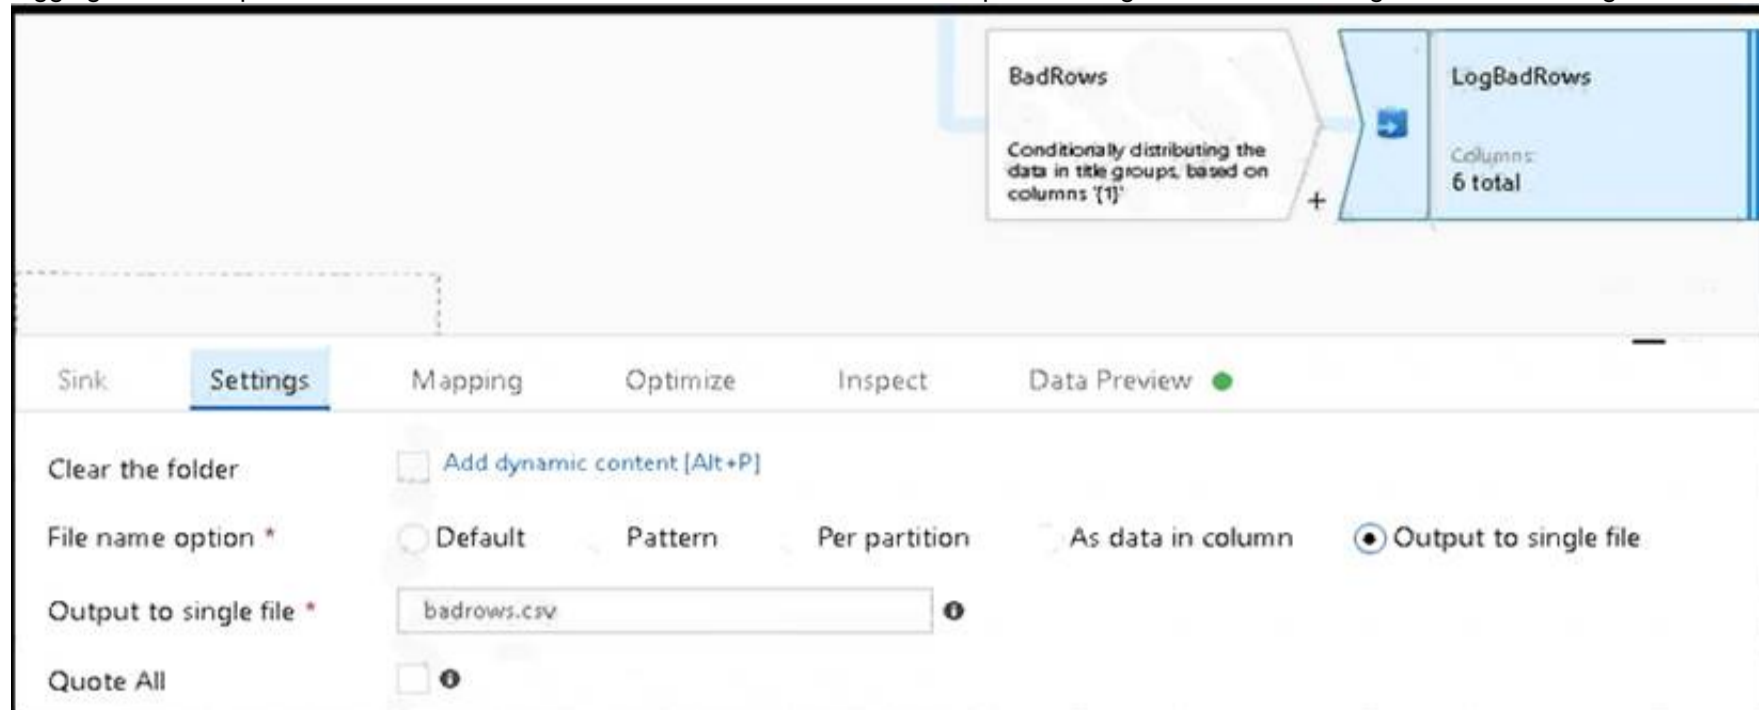 BadRows
Conditionally distributing the
data in title groups, based on
columns '{1}'
+
LogBadRows
Columns:
6 total
Sink Settings Mapping Optimize Inspect Data Preview
Clear the folder Add dynamic content [Alt+P]
File name option * Default Pattern Per partition As data in column Output to single file
Output to single file * badrows.csv
Quote All